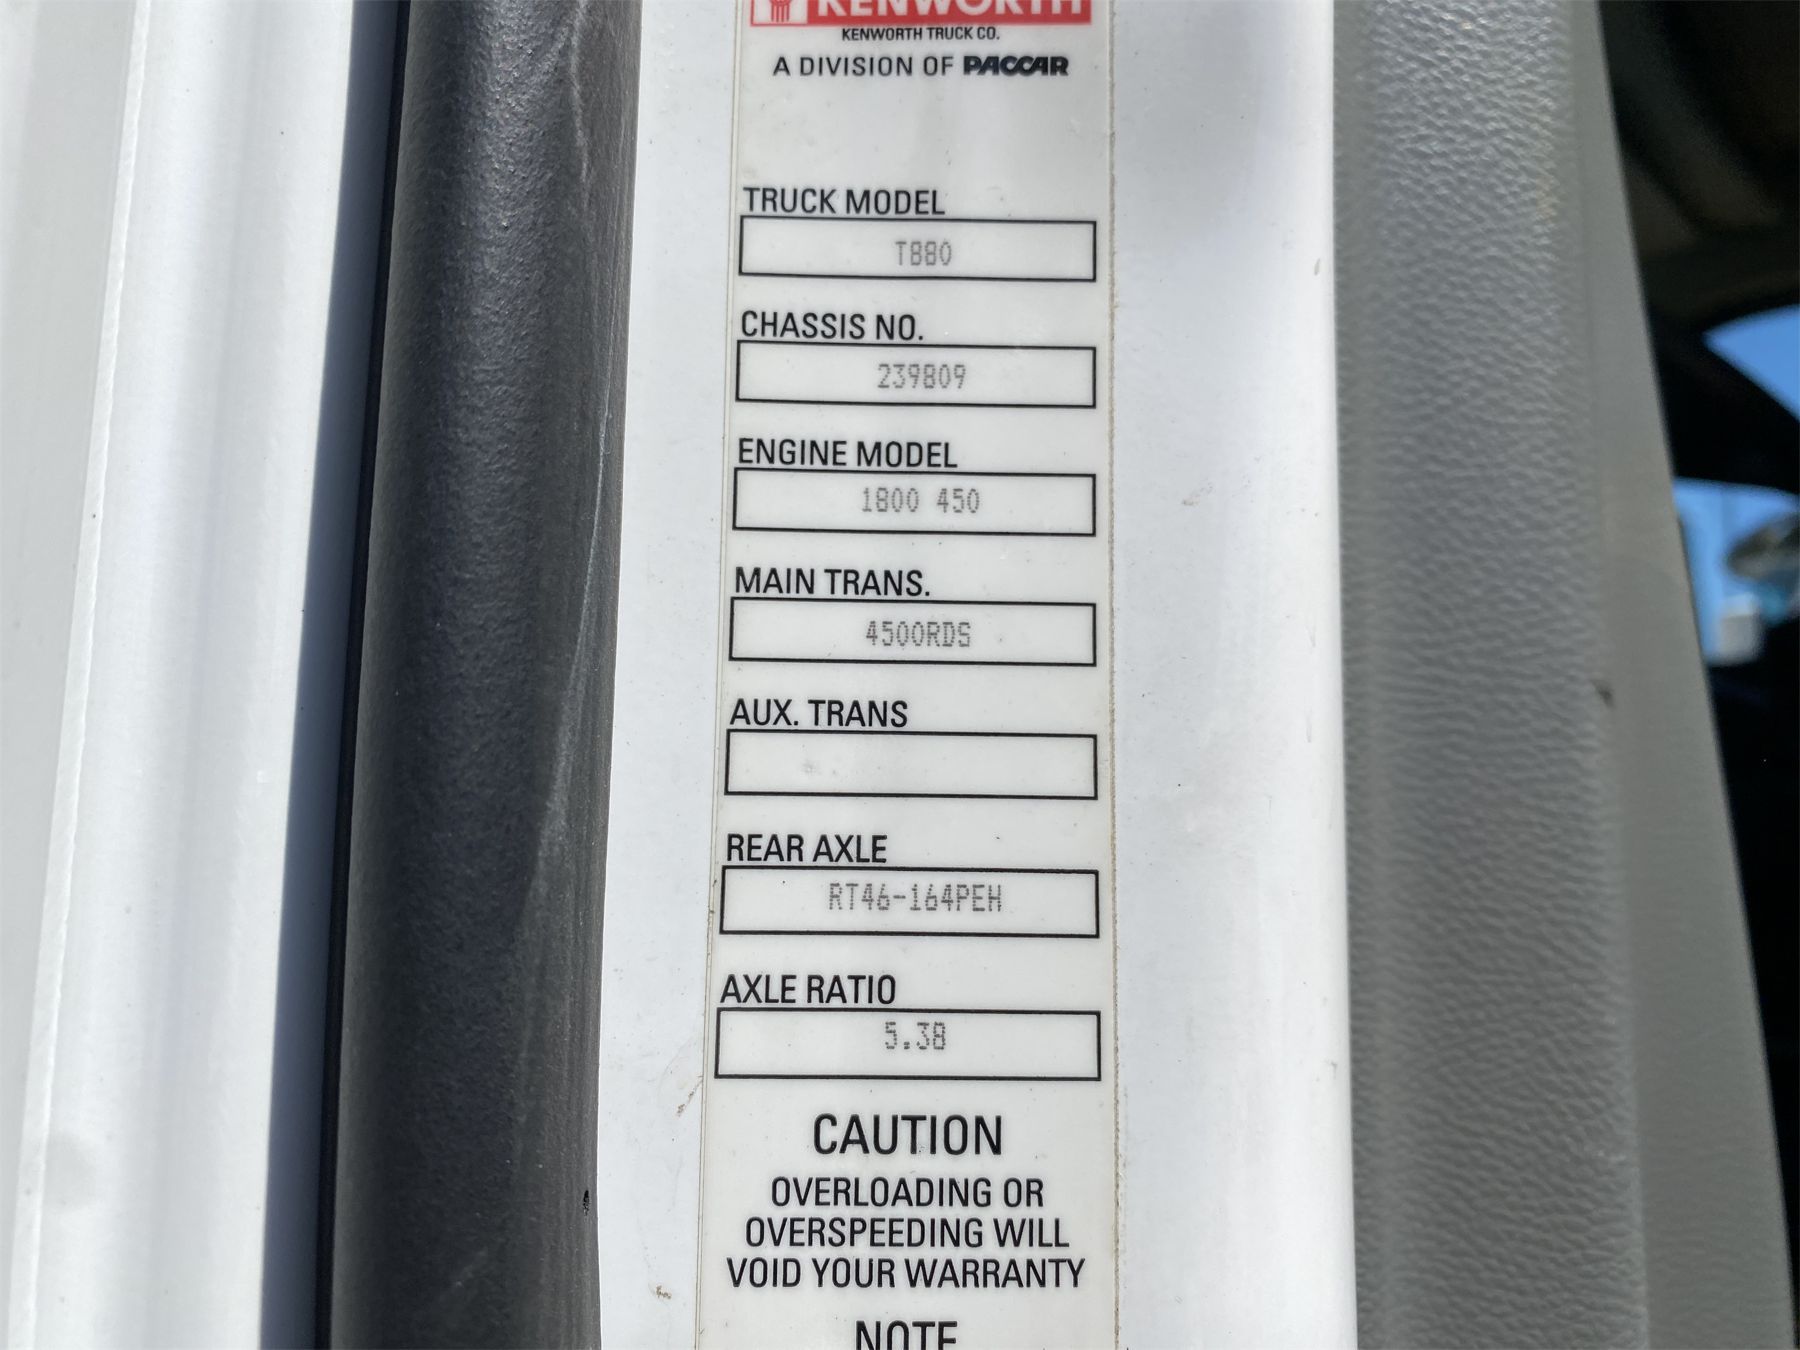 KENWORTH
KENWORTH TRUCK CO.
A DIVISION OF PACCAR
TRUCK MODEL
T880
CHASSIS NO.
239809
ENGINE MODEL
1800 450
MAIN TRANS.
4500RDS
AUX. TRANS
REAR AXLE
RT46-164PEH
AXLE RATIO
5.38
CAUTION
OVERLOADING OR
OVERSPEEDING WILL
VOID YOUR WARRANTY
NOTE